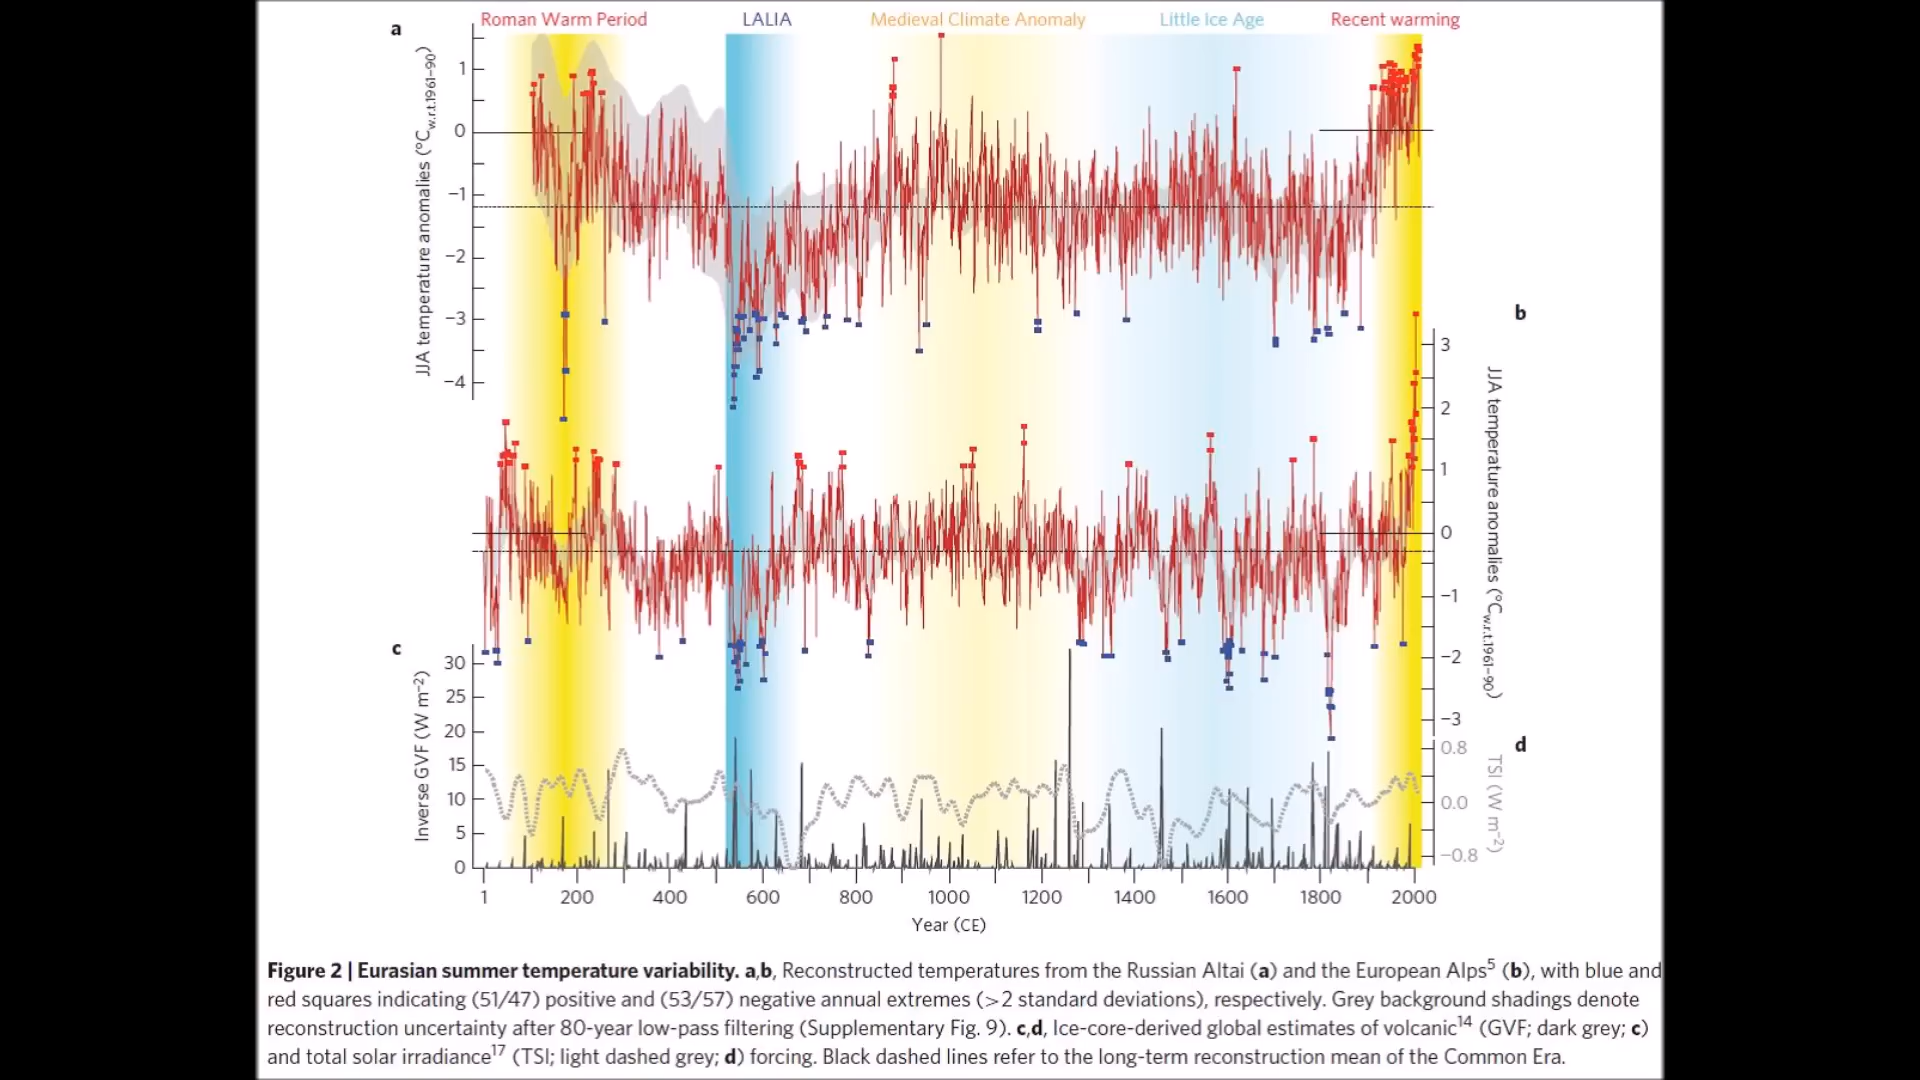 Roman Warm Period
LALIA
Medieval Climate Anomaly
Little Ice Age
Recent warming
a
JJA temperature anomalies (°Cw.r.t.1961–90)
1
0
−1
−2
−3
−4
b
3
2
1
0
−1
−2
−3
JJA temperature anomalies (°Cw.r.t.1961–90)
c
Inverse GVF (W m−2)
30
25
20
15
10
5
0
d
0.8
0.0
−0.8
TSI (W m−2)
1 200 400 600 800 1000 1200 1400 1600 1800 2000
Year (CE)
Figure 2 | Eurasian summer temperature variability. a,b, Reconstructed temperatures from the Russian Altai (a) and the European Alps5 (b), with blue and
red squares indicating (51/47) positive and (53/57) negative annual extremes (>2 standard deviations), respectively. Grey background shadings denote
reconstruction uncertainty after 80-year low-pass filtering (Supplementary Fig. 9). c,d, Ice-core-derived global estimates of volcanic14 (GVF; dark grey; c)
and total solar irradiance17 (TSI; light dashed grey; d) forcing. Black dashed lines refer to the long-term reconstruction mean of the Common Era.